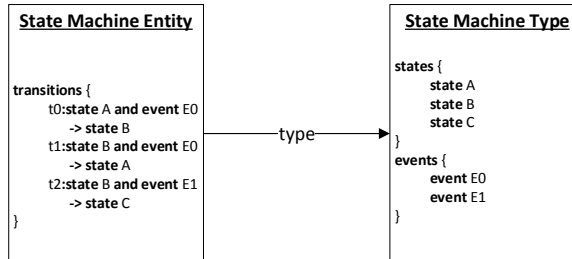 State Machine Entity
transitions {
t0:state A and event E0
-> state B
t1:state B and event E0
-> state A
t2:state B and event E1
-> state C
}
type
State Machine Type
states {
state A
state B
state C
}
events {
event E0
event E1
}